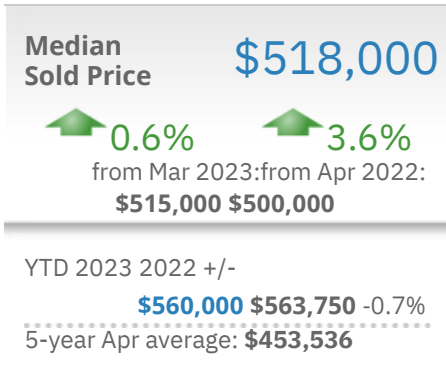 Median
Sold Price
$518,000
0.6% 3.6%
from Mar 2023:from Apr 2022:
$515,000 $500,000
YTD 2023 2022 +/-
$560,000 $563,750 -0.7%
5-year Apr average: $453,536